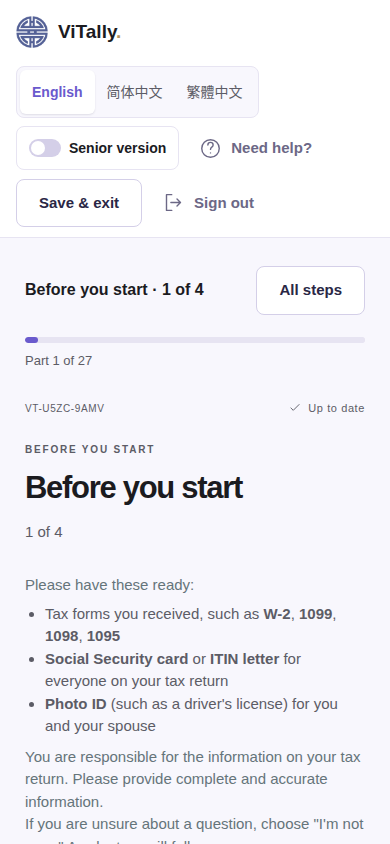 ViTally.
English 简体中文 繁體中文
Senior version Need help?
Save & exit Sign out
Before you start · 1 of 4 All steps
Part 1 of 27
VT-U5ZC-9AMV Up to date
BEFORE YOU START
Before you start
1 of 4
Please have these ready:
Tax forms you received, such as W-2, 1099,
1098, 1095
Social Security card or ITIN letter for
everyone on your tax return
Photo ID (such as a driver's license) for you
and your spouse
You are responsible for the information on your tax
return. Please provide complete and accurate
information.
If you are unsure about a question, choose "I'm not